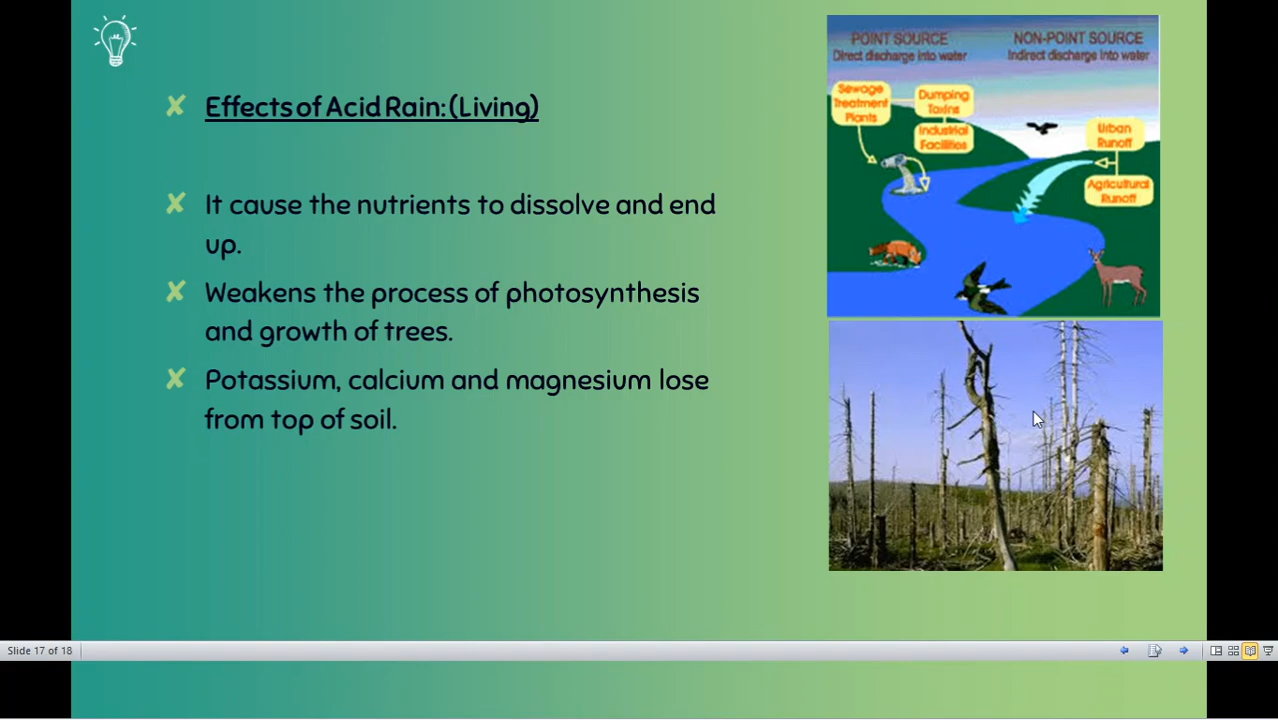 Effects of Acid Rain: (Living)
It cause the nutrients to dissolve and end
up.
Weakens the process of photosynthesis
and growth of trees.
Potassium, calcium and magnesium lose
from top of soil.
POINT SOURCE
Direct discharge into water
NON-POINT SOURCE
Indirect discharge into water
Sewage
Treatment
Plants
Dumping
Toxins
Industrial
Facilities
Urban
Runoff
Agricultural
Runoff
Slide 17 of 18